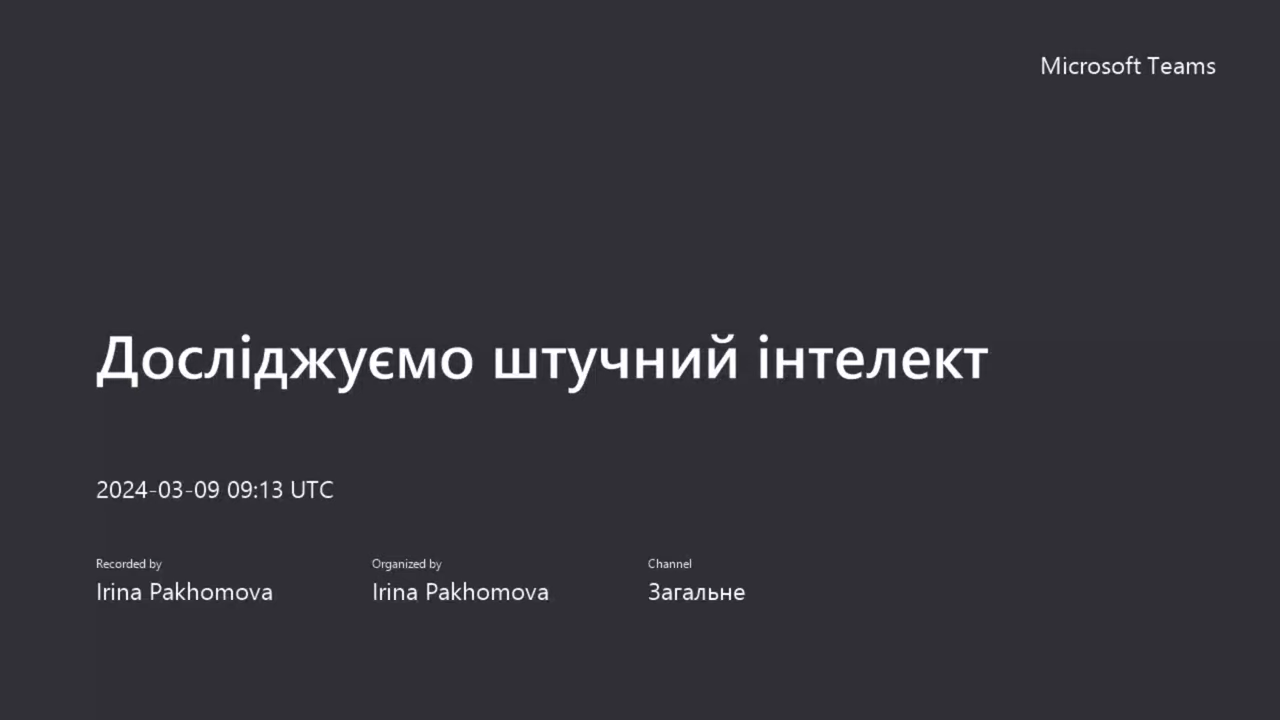 Microsoft Teams
Досліджуємо штучний інтелект
2024-03-09 09:13 UTC
Recorded by
Irina Pakhomova
Organized by
Irina Pakhomova
Channel
Загальне